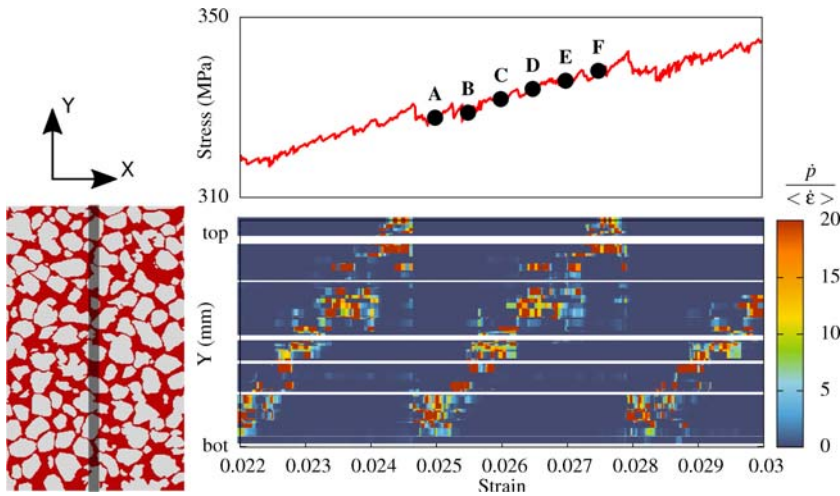 350
Stress (MPa)
A B C D E F
310
Y
X
ṗ
< ε̇ >
top
Y (mm)
bot
20
15
10
5
0
0.022 0.023 0.024 0.025 0.026 0.027 0.028 0.029 0.03
Strain